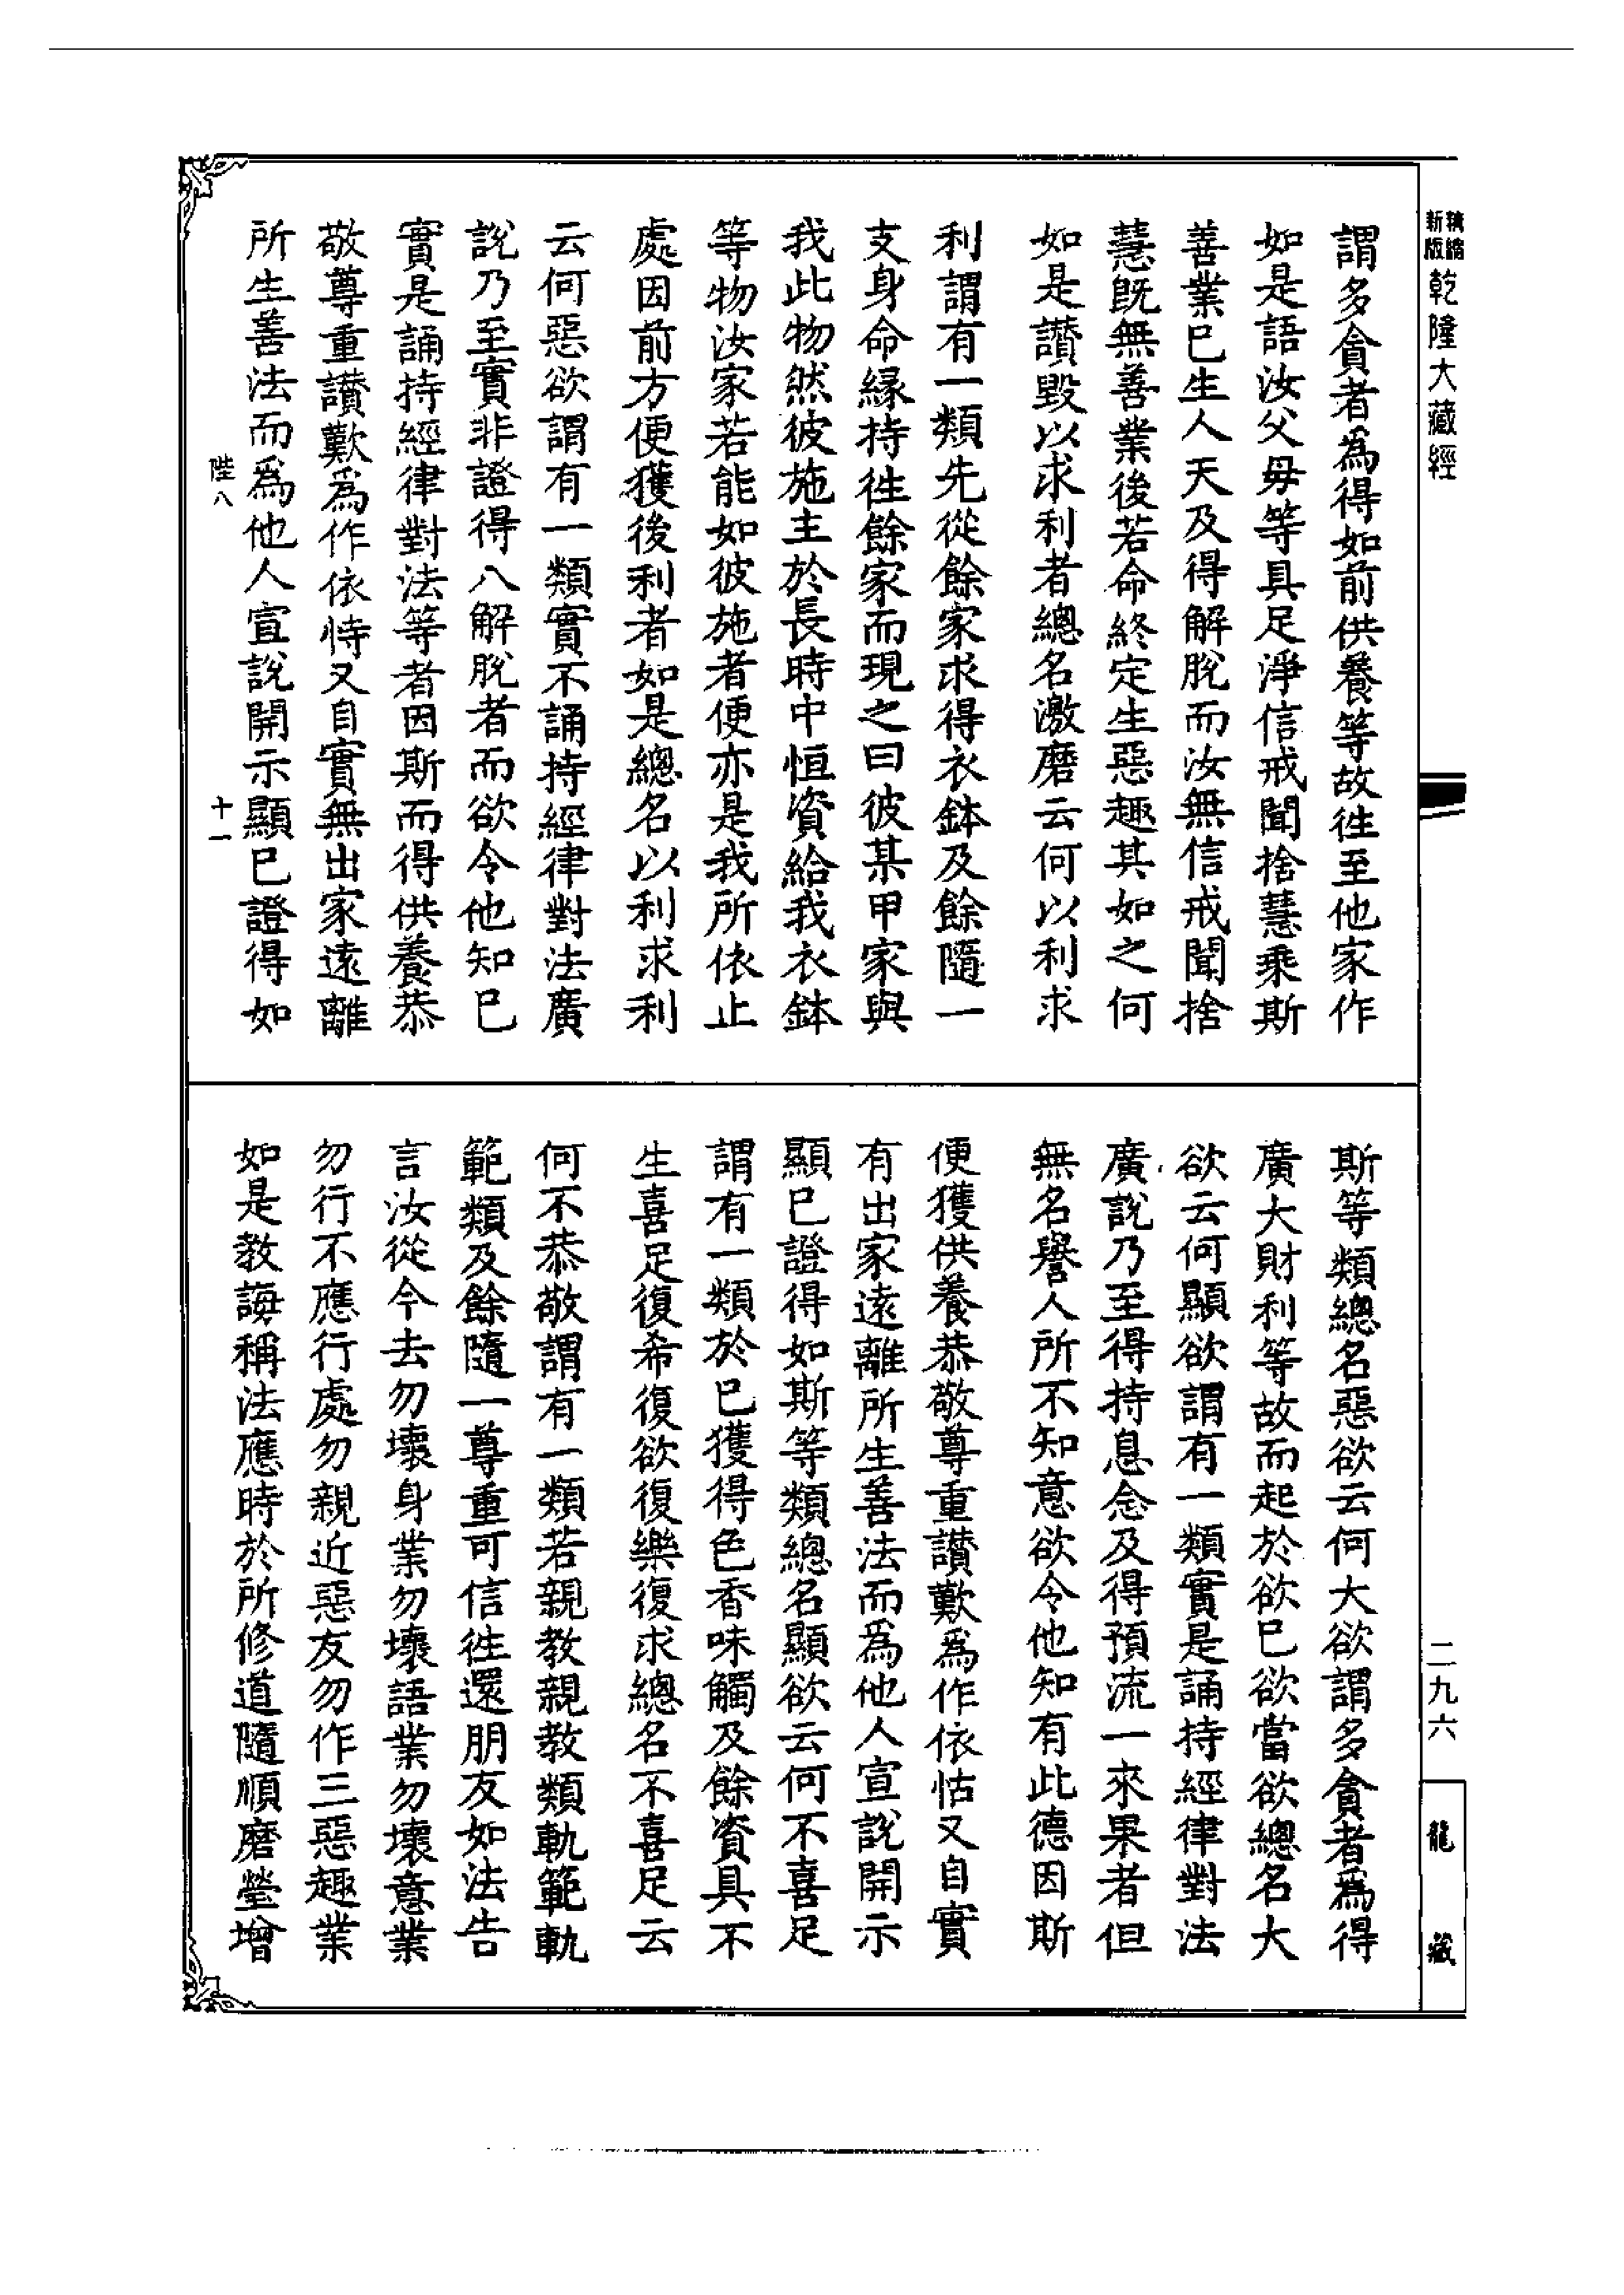 精縮新版乾隆大藏經
二九六
龍藏
謂多貪者爲得如前供養等故往至他家作
如是語汝父毋等具足淨信戒聞捨慧乘斯
善業巳生人天及得解脫而汝無信戒聞捨
慧旣無善業後若命終定生惡趣其如之何
如是讃毀以求利者總名激磨云何以利求
利謂有一類先從餘家求得衣鉢及餘隨一
支身命緣持往餘家而現之曰彼某甲家與
我此物然彼施主於長時中恒資給我衣鉢
等物汝家若能如彼施者便亦是我所依止
處因前方便獲後利者如是總名以利求利
云何惡欲謂有一類實不誦持經律對法廣
說乃至實非證得八解脫者而欲令他知巳
實是誦持經律對法等者因斯而得供養恭
敬尊重讃歎爲作依恃又自實無出家遠離
所生善法而爲他人宣說開示顯巳證得如
陛八
十一
斯等類總名惡欲云何大欲謂多貪者爲得
廣大財利等故而起於欲巳欲當欲總名大
欲云何顯欲謂有一類實是誦持經律對法
廣說乃至得持息念及得預流一來果者但
無名譽人所不知意欲令他知有此德因斯
便獲供養恭敬尊重讃歎爲作依怙又自實
有出家遠離所生善法而爲他人宣說開示
顯巳證得如斯等類總名顯欲云何不喜足
謂有一類於巳獲得色香味觸及餘資具不
生喜足復希復欲復樂復求總名不喜足云
何不恭敬謂有一類若親教親教類軌範軌
範類及餘隨一尊重可信往還朋友如法告
言汝從今去勿壞身業勿壞語業勿壞意業
勿行不應行處勿親近惡友勿作三惡趣業
如是教誨稱法應時於所修道隨順磨瑩增